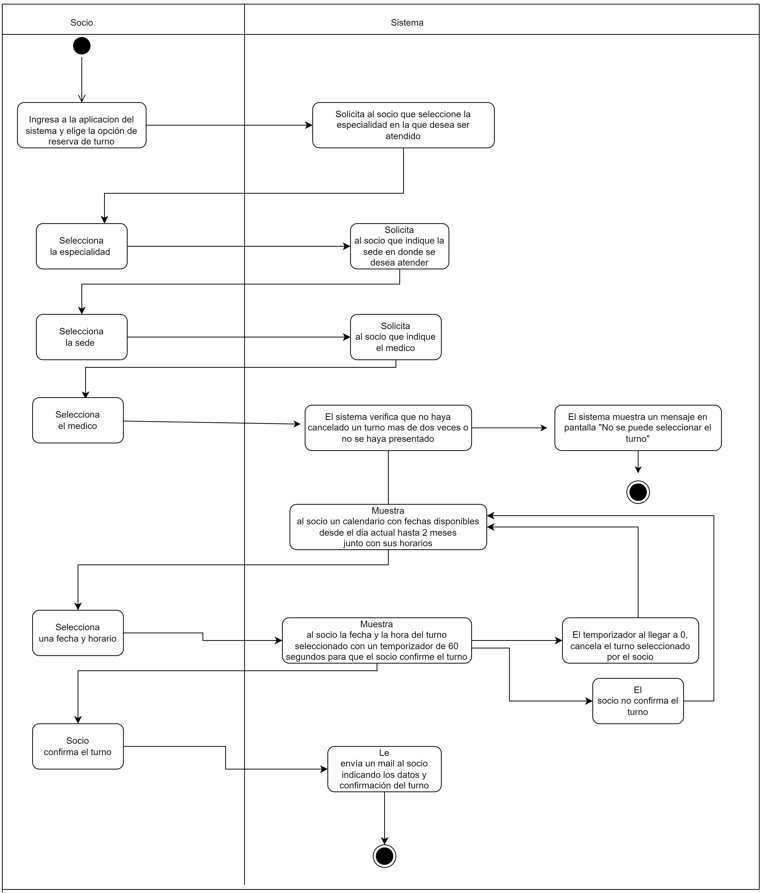 Socio
Sistema
Ingresa a la aplicacion del
sistema y elige la opción de
reserva de turno
Solicita al socio que seleccione la
especialidad en la que desea ser
atendido
Selecciona
la especialidad
Solicita
al socio que indique la
sede en donde se
desea atender
Selecciona
la sede
Solicita
al socio que indique
el medico
Selecciona
el medico
El sistema verifica que no haya
cancelado un turno mas de dos veces o
no se haya presentado
El sistema muestra un mensaje en
pantalla "No se puede seleccionar el
turno"
Muestra
al socio un calendario con fechas disponibles
desde el dia actual hasta 2 meses
junto con sus horarios
Selecciona
una fecha y horario
Muestra
al socio la fecha y la hora del turno
seleccionado con un temporizador de 60
segundos para que el socio confirme el turno
El temporizador al llegar a 0,
cancela el turno seleccionado
por el socio
El
socio no confirma el
turno
Socio
confirma el turno
Le
envía un mail al socio
indicando los datos y
confirmación del turno